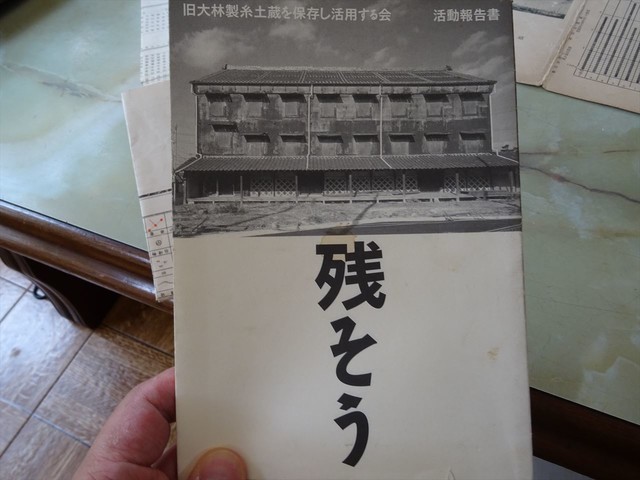 旧大林製糸土蔵を保存し活用する会　活動報告書
残そう